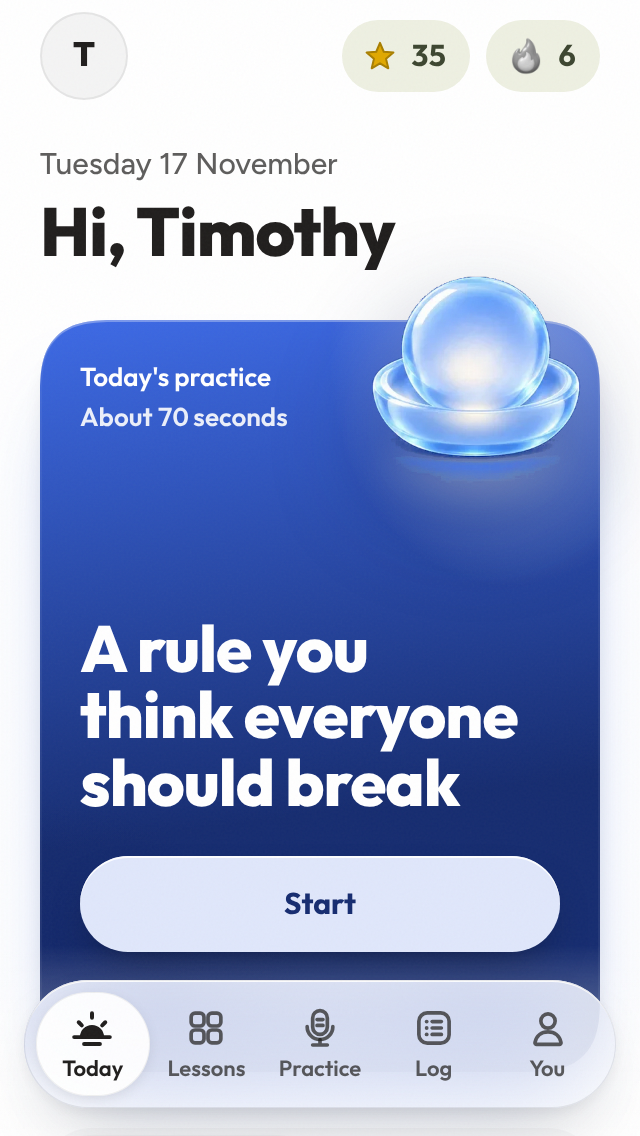 T
35
6
Tuesday 17 November
Hi, Timothy
Today's practice
About 70 seconds
A rule you
think everyone
should break
Start
Today
Lessons
Practice
Log
You